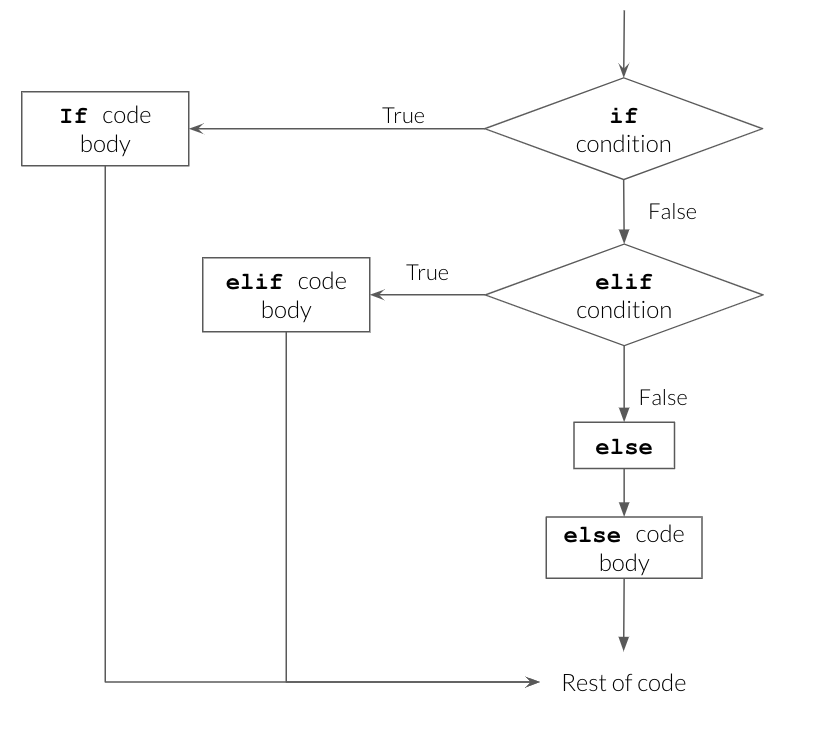 True
If code
body
if
condition
False
True
elif code
body
elif
condition
False
else
else code
body
Rest of code